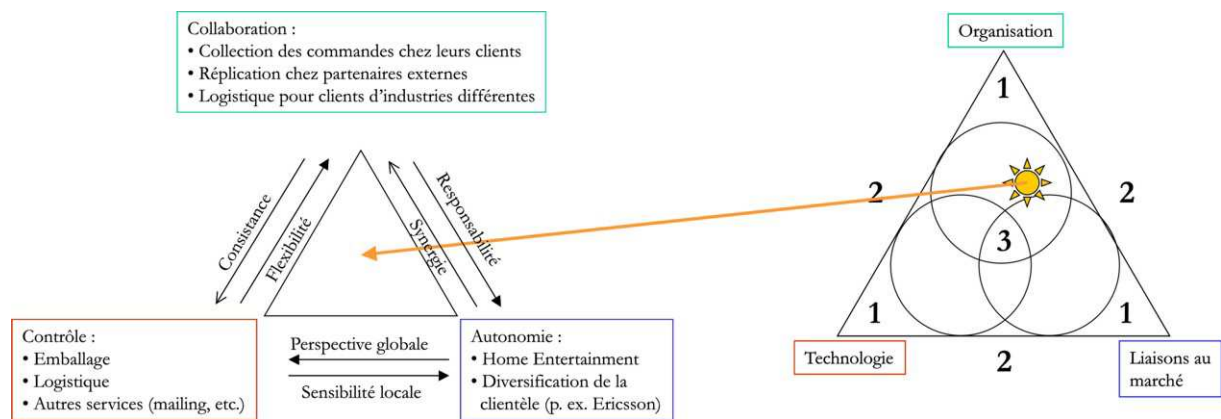 Collaboration :
• Collection des commandes chez leurs clients
• Réplication chez partenaires externes
• Logistique pour clients d'industries différentes
Consistance
Flexibilité
Synergie
Responsabilité
Contrôle :
• Emballage
• Logistique
• Autres services (mailing, etc.)
Perspective globale
Sensibilité locale
Autonomie :
• Home Entertainment
• Diversification de la
clientèle (p. ex. Ericsson)
Organisation
1
2
2
3
1
1
Technologie
2
Liaisons au
marché